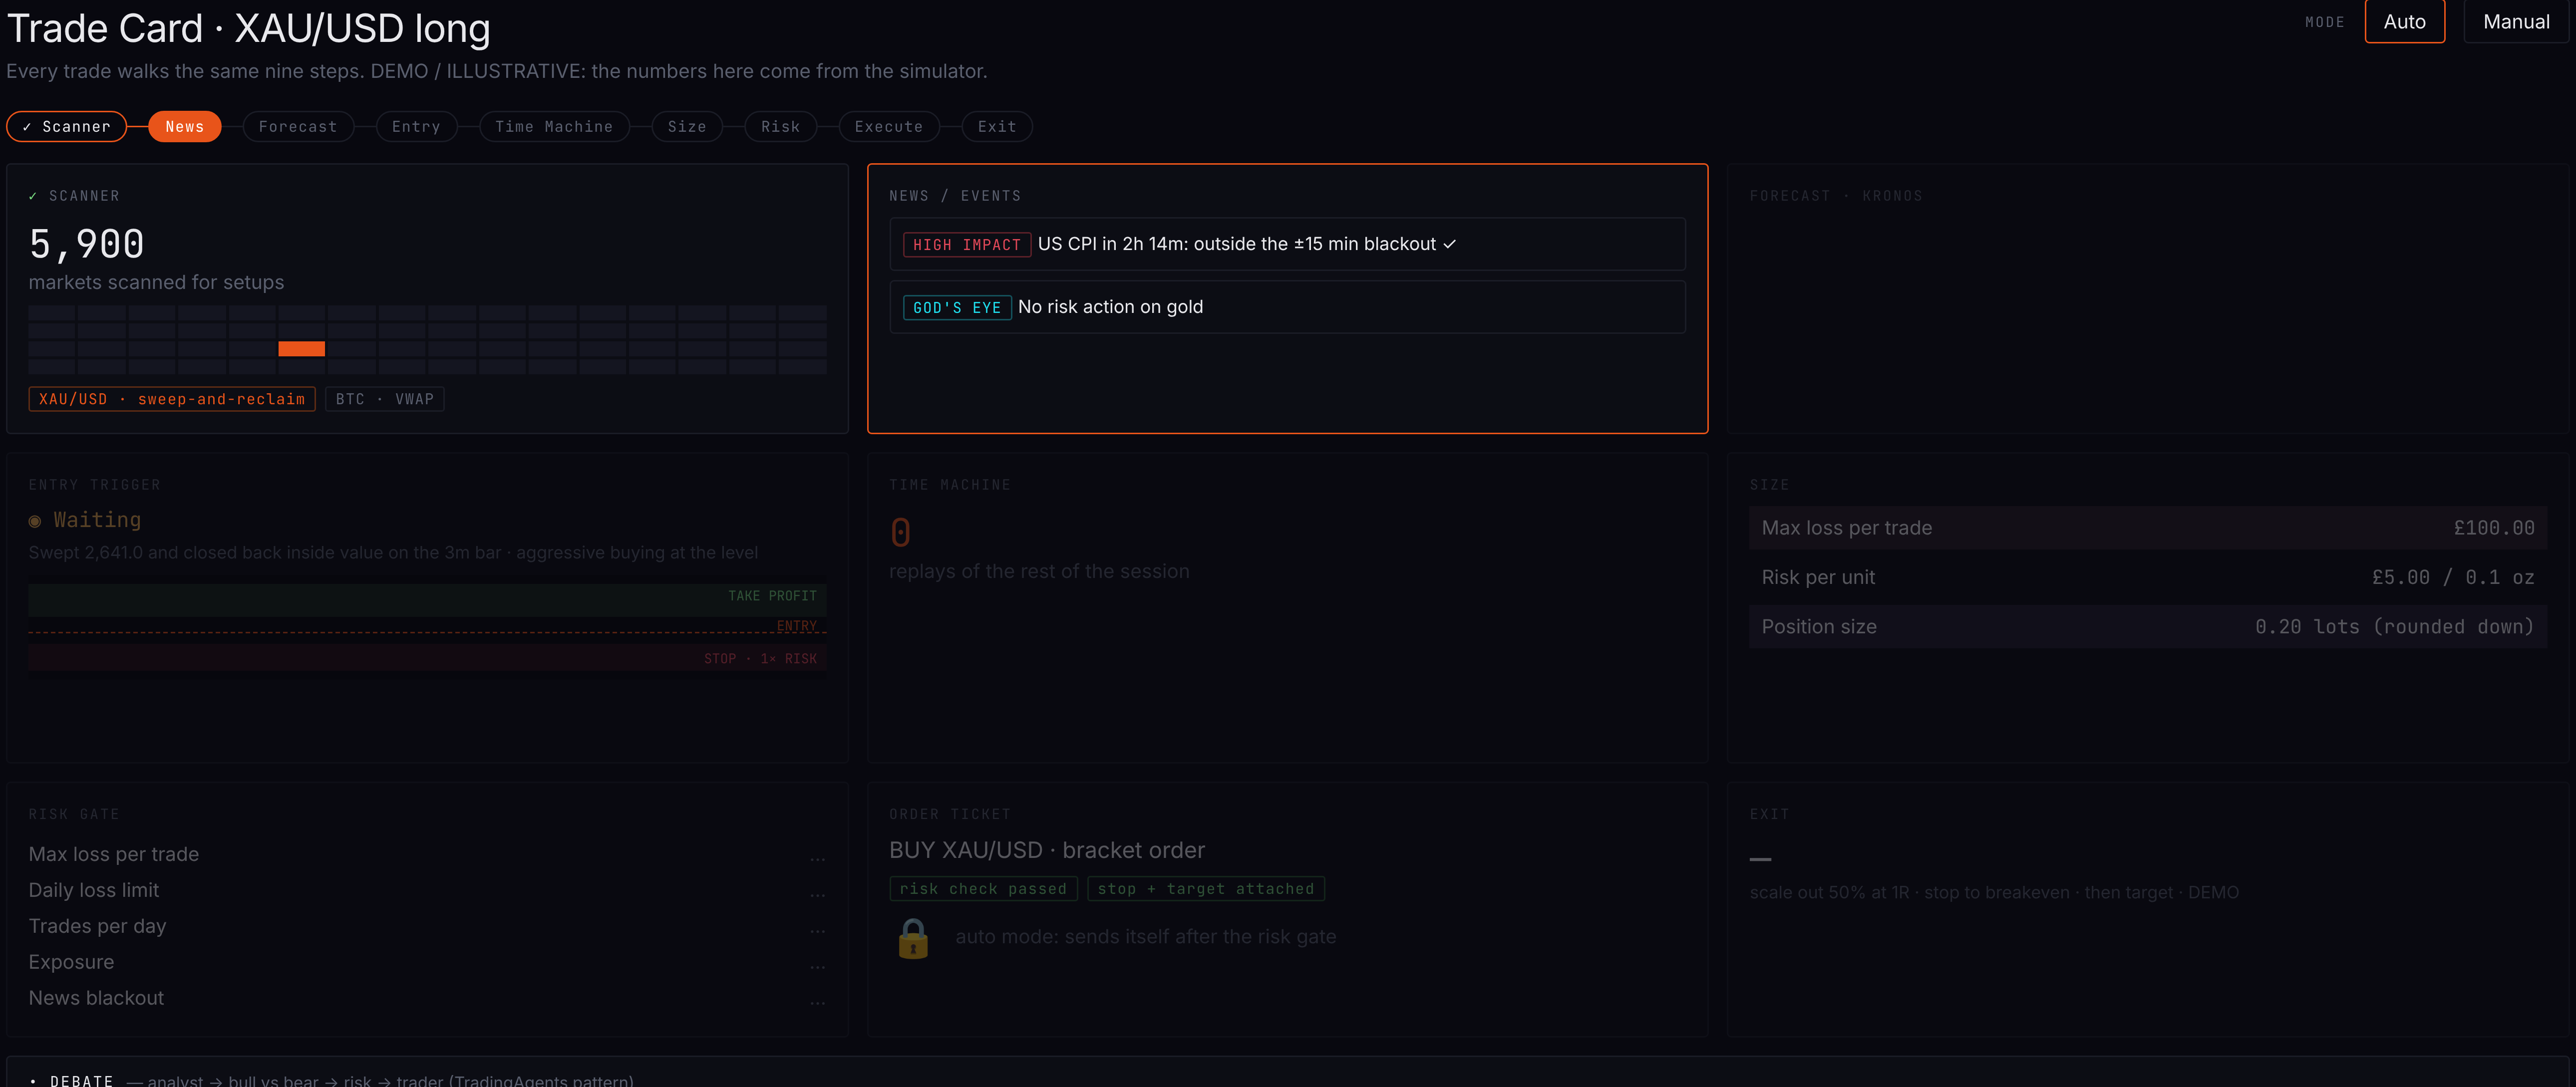 Trade Card · XAU/USD long
MODE Auto Manual
Every trade walks the same nine steps. DEMO / ILLUSTRATIVE: the numbers here come from the simulator.
✓ Scanner News Forecast Entry Time Machine Size Risk Execute Exit
✓ SCANNER
5,900
markets scanned for setups
XAU/USD · sweep-and-reclaim BTC · VWAP
NEWS / EVENTS
HIGH IMPACT US CPI in 2h 14m: outside the ±15 min blackout ✓
GOD'S EYE No risk action on gold
FORECAST · KRONOS
ENTRY TRIGGER
◉ Waiting
Swept 2,641.0 and closed back inside value on the 3m bar · aggressive buying at the level
TAKE PROFIT
ENTRY
STOP · 1× RISK
TIME MACHINE
0
replays of the rest of the session
SIZE
Max loss per trade £100.00
Risk per unit £5.00 / 0.1 oz
Position size 0.20 lots (rounded down)
RISK GATE
Max loss per trade ...
Daily loss limit ...
Trades per day ...
Exposure ...
News blackout ...
ORDER TICKET
BUY XAU/USD · bracket order
risk check passed stop + target attached
🔒 auto mode: sends itself after the risk gate
EXIT
—
scale out 50% at 1R · stop to breakeven · then target · DEMO
• DEBATE — analyst → bull vs bear → risk → trader (TradingAgents pattern)